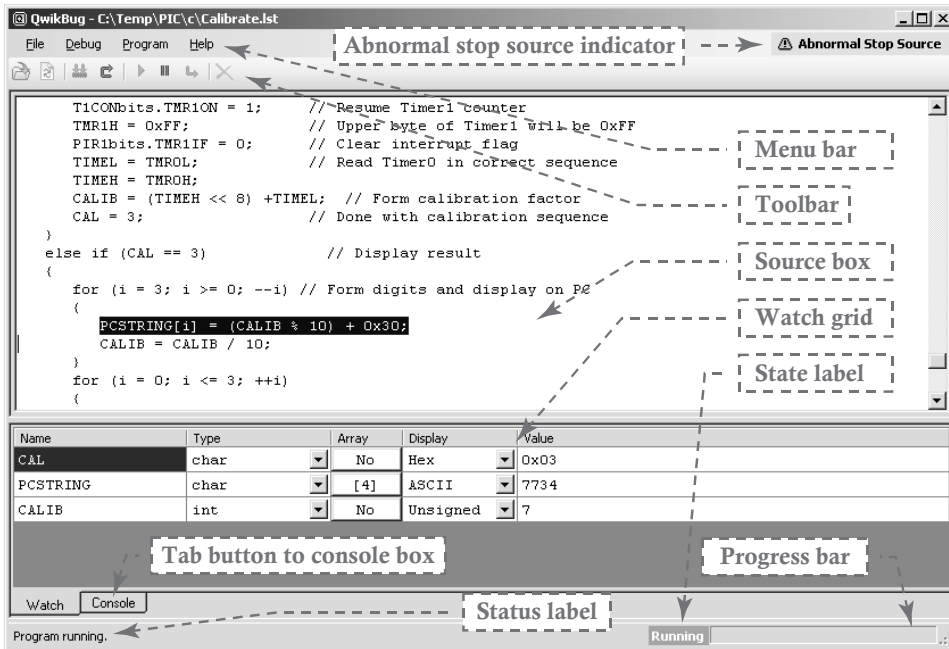 QwikBug - C:\Temp\PIC\c\Calibrate.lst
File Debug Program Help
Abnormal stop source indicator
Abnormal Stop Source
T1CONbits.TMR1ON = 1; // Resume Timer1 counter
TMR1H = 0xFF; // Upper byte of Timer1 will be 0xFF
PIR1bits.TMR1IF = 0; // Clear interrupt flag
TIMEL = TMR0L; // Read Timer0 in correct sequence
TIMEH = TMR0H;
CALIB = (TIMEH << 8) +TIMEL; // Form calibration factor
CAL = 3; // Done with calibration sequence
}
else if (CAL == 3) // Display result
{
for (i = 3; i >= 0; --i) // Form digits and display on PC
{
PCSTRING[i] = (CALIB % 10) + 0x30;
CALIB = CALIB / 10;
}
for (i = 0; i <= 3; ++i)
{
Menu bar
Toolbar
Source box
Watch grid
State label
Name Type Array Display Value
CAL char No Hex 0x03
PCSTRING char [4] ASCII 7734
CALIB int No Unsigned 7
Tab button to console box
Progress bar
Watch Console
Status label
Program running.
Running